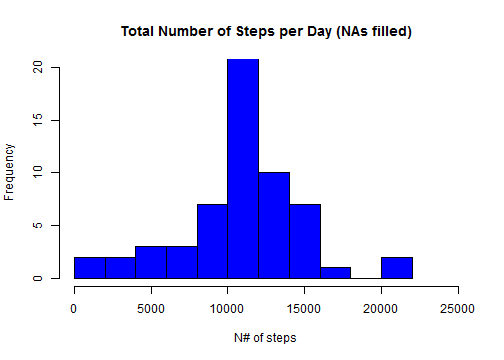 Total Number of Steps per Day (NAs filled)
Frequency
20
15
10
5
0
0 5000 10000 15000 20000 25000
N# of steps